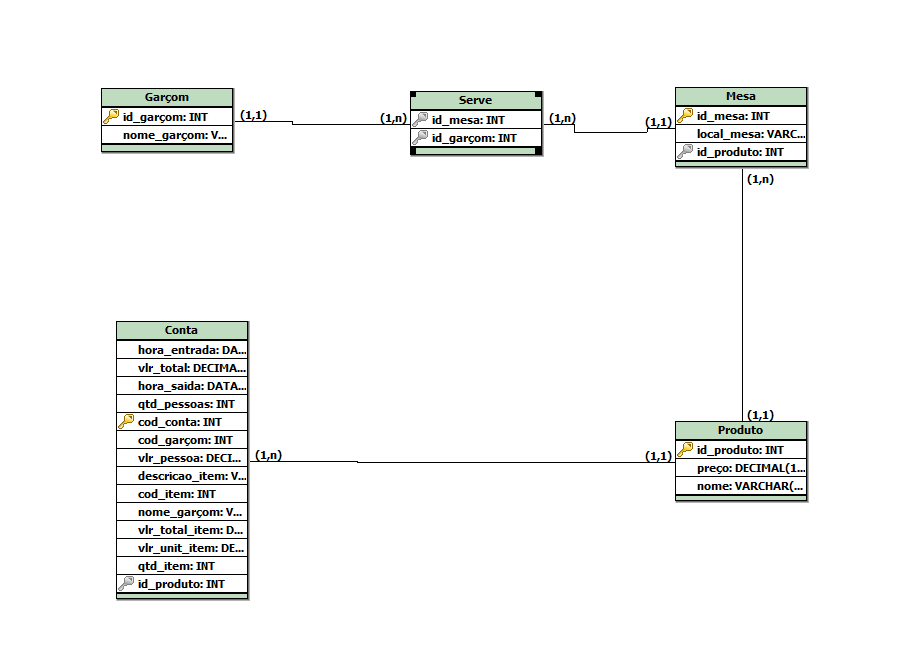 Garçom
id_garçom: INT
nome_garçom: V...
(1,1)
(1,n)
Serve
id_mesa: INT
id_garçom: INT
(1,n)
(1,1)
Mesa
id_mesa: INT
local_mesa: VARC...
id_produto: INT
(1,n)
(1,1)
Conta
hora_entrada: DA...
vlr_total: DECIMA...
hora_saida: DATA...
qtd_pessoas: INT
cod_conta: INT
cod_garçom: INT
vlr_pessoa: DECI...
descricao_item: V...
cod_item: INT
nome_garçom: V...
vlr_total_item: D...
vlr_unit_item: DE...
qtd_item: INT
id_produto: INT
(1,n)
(1,1)
Produto
id_produto: INT
preço: DECIMAL(1...
nome: VARCHAR(...